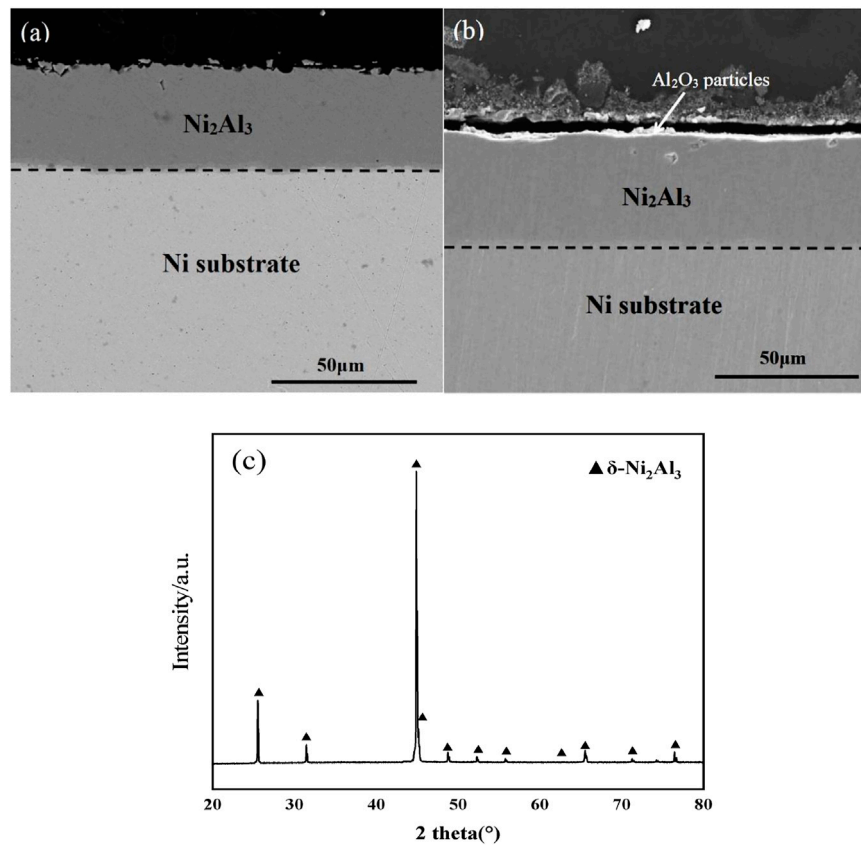 (a)
Ni₂Al₃
Ni substrate
50μm
(b)
Al₂O₃ particles
Ni₂Al₃
Ni substrate
50μm
(c)
▲ δ-Ni₂Al₃
Intensity/a.u.
20 30 40 50 60 70 80
2 theta(°)